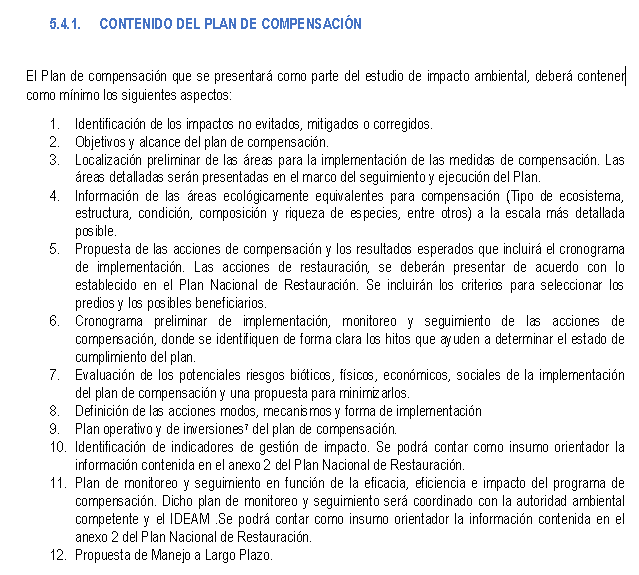 5.4.1. CONTENIDO DEL PLAN DE COMPENSACIÓN
El Plan de compensación que se presentará como parte del estudio de impacto ambiental, deberá contener
como mínimo los siguientes aspectos:
1. Identificación de los impactos no evitados, mitigados o corregidos.
2. Objetivos y alcance del plan de compensación.
3. Localización preliminar de las áreas para la implementación de las medidas de compensación. Las
áreas detalladas serán presentadas en el marco del seguimiento y ejecución del Plan.
4. Información de las áreas ecológicamente equivalentes para compensación (Tipo de ecosistema,
estructura, condición, composición y riqueza de especies, entre otros) a la escala más detallada
posible.
5. Propuesta de las acciones de compensación y los resultados esperados que incluirá el cronograma
de implementación. Las acciones de restauración, se deberán presentar de acuerdo con lo
establecido en el Plan Nacional de Restauración. Se incluirán los criterios para seleccionar los
predios y los posibles beneficiarios.
6. Cronograma preliminar de implementación, monitoreo y seguimiento de las acciones de
compensación, donde se identifiquen de forma clara los hitos que ayuden a determinar el estado de
cumplimiento del plan.
7. Evaluación de los potenciales riesgos bióticos, físicos, económicos, sociales de la implementación
del plan de compensación y una propuesta para minimizarlos.
8. Definición de las acciones modos, mecanismos y forma de implementación
9. Plan operativo y de inversiones⁷ del plan de compensación.
10. Identificación de indicadores de gestión de impacto. Se podrá contar como insumo orientador la
información contenida en el anexo 2 del Plan Nacional de Restauración.
11. Plan de monitoreo y seguimiento en función de la eficacia, eficiencia e impacto del programa de
compensación. Dicho plan de monitoreo y seguimiento será coordinado con la autoridad ambiental
competente y el IDEAM .Se podrá contar como insumo orientador la información contenida en el
anexo 2 del Plan Nacional de Restauración.
12. Propuesta de Manejo a Largo Plazo.